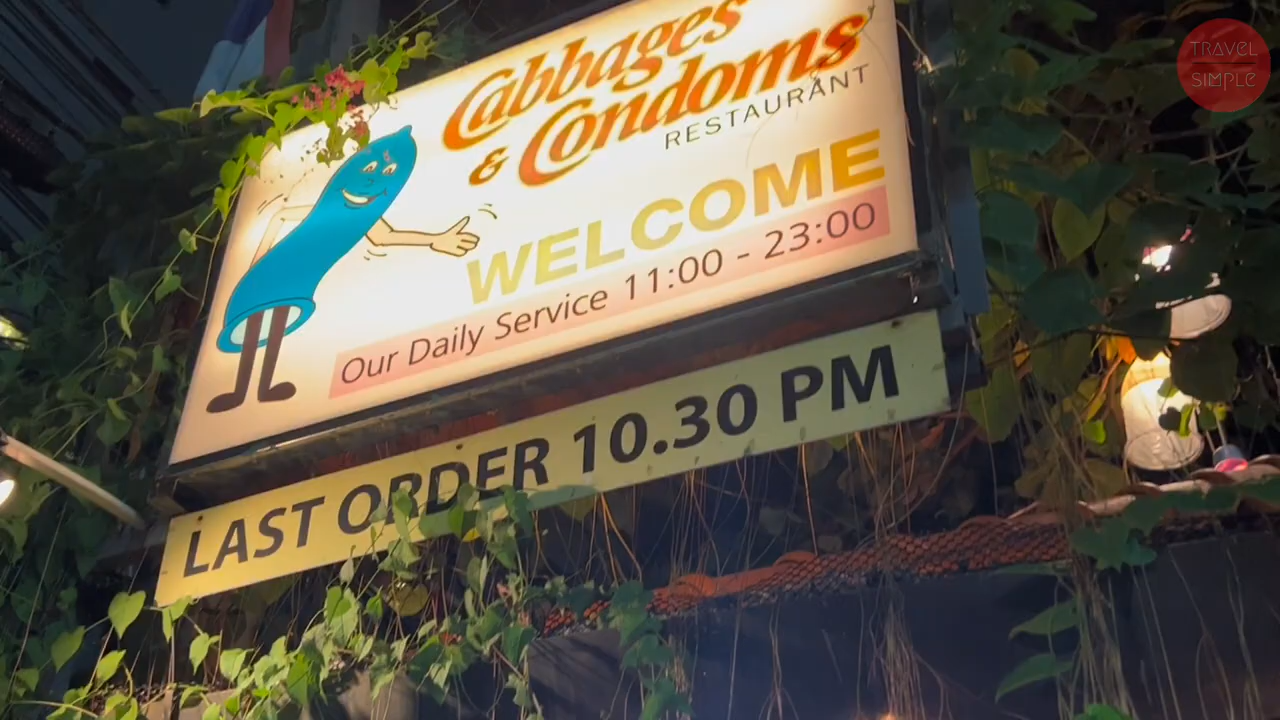 Cabbages
& Condoms
RESTAURANT
WELCOME
Our Daily Service 11:00 - 23:00
LAST ORDER 10.30 PM
TRAVEL
SIMPLE